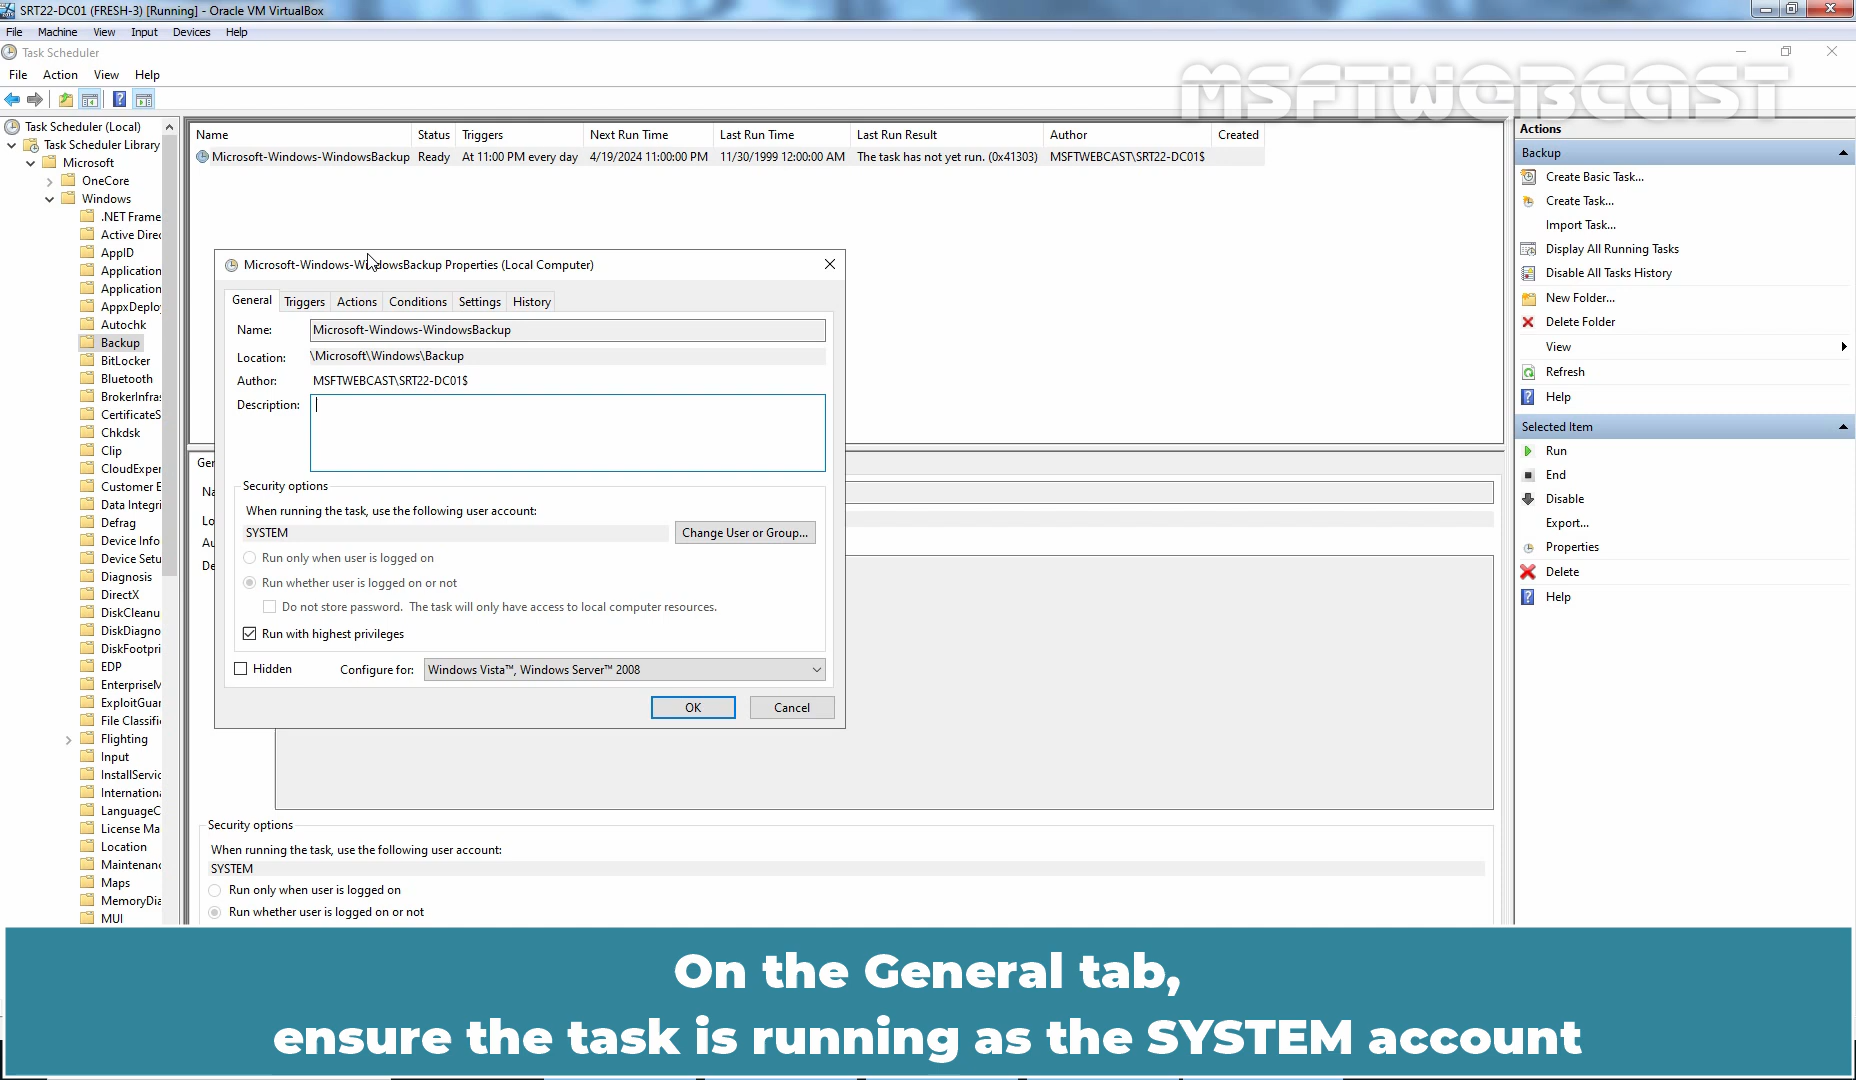 SRT22-DC01 (FRESH-3) [Running] - Oracle VM VirtualBox
File Machine View Input Devices Help
Task Scheduler
File Action View Help
MSFTWEBCAST
Task Scheduler (Local)
Task Scheduler Library
Microsoft
OneCore
Windows
.NET Frame
Active Direc
AppID
Application
Application
AppxDeplo
Autochk
Backup
BitLocker
Bluetooth
BrokerInfras
CertificateS
Chkdsk
Clip
CloudExper
Customer E
Data Integri
Defrag
Device Info
Device Setu
Diagnosis
DirectX
DiskCleanu
DiskDiagno
DiskFootpri
EDP
EnterpriseM
ExploitGuar
File Classifi
Flighting
Input
InstallServic
Internationa
LanguageC
License Ma
Location
Maintenanc
Maps
MemoryDia
MUI
Name Status Triggers Next Run Time Last Run Time Last Run Result Author Created
Microsoft-Windows-WindowsBackup Ready At 11:00 PM every day 4/19/2024 11:00:00 PM 11/30/1999 12:00:00 AM The task has not yet run. (0x41303) MSFTWEBCAST\SRT22-DC01$
Microsoft-Windows-WindowsBackup Properties (Local Computer)
General Triggers Actions Conditions Settings History
Name: Microsoft-Windows-WindowsBackup
Location: \Microsoft\Windows\Backup
Author: MSFTWEBCAST\SRT22-DC01$
Description:
Security options
When running the task, use the following user account:
SYSTEM Change User or Group...
Run only when user is logged on
Run whether user is logged on or not
Do not store password. The task will only have access to local computer resources.
Run with highest privileges
Hidden Configure for: Windows Vista™, Windows Server™ 2008
OK Cancel
Ger
Na
Lo
Au
De
Security options
When running the task, use the following user account:
SYSTEM
Run only when user is logged on
Run whether user is logged on or not
Actions
Backup
Create Basic Task...
Create Task...
Import Task...
Display All Running Tasks
Disable All Tasks History
New Folder...
Delete Folder
View
Refresh
Help
Selected Item
Run
End
Disable
Export...
Properties
Delete
Help
On the General tab,
ensure the task is running as the SYSTEM account